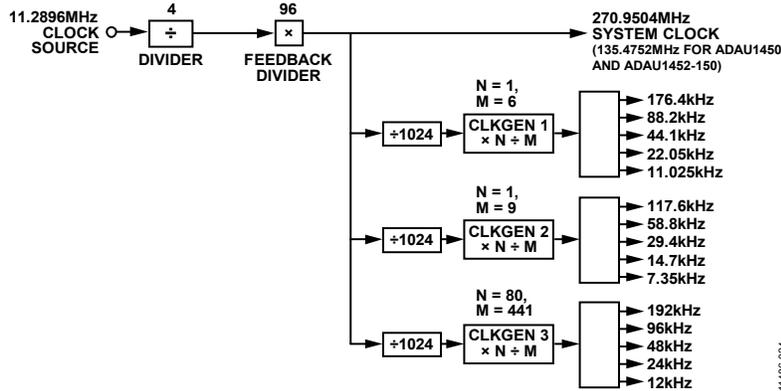 11.2896MHz
CLOCK
SOURCE
4
÷
DIVIDER
96
×
FEEDBACK
DIVIDER
270.9504MHz
SYSTEM CLOCK
(135.4752MHz FOR ADAU1450
AND ADAU1452-150)
N = 1,
M = 6
÷1024
CLKGEN 1
× N ÷ M
176.4kHz
88.2kHz
44.1kHz
22.05kHz
11.025kHz
N = 1,
M = 9
÷1024
CLKGEN 2
× N ÷ M
117.6kHz
58.8kHz
29.4kHz
14.7kHz
7.35kHz
N = 80,
M = 441
÷1024
CLKGEN 3
× N ÷ M
192kHz
96kHz
48kHz
24kHz
12kHz